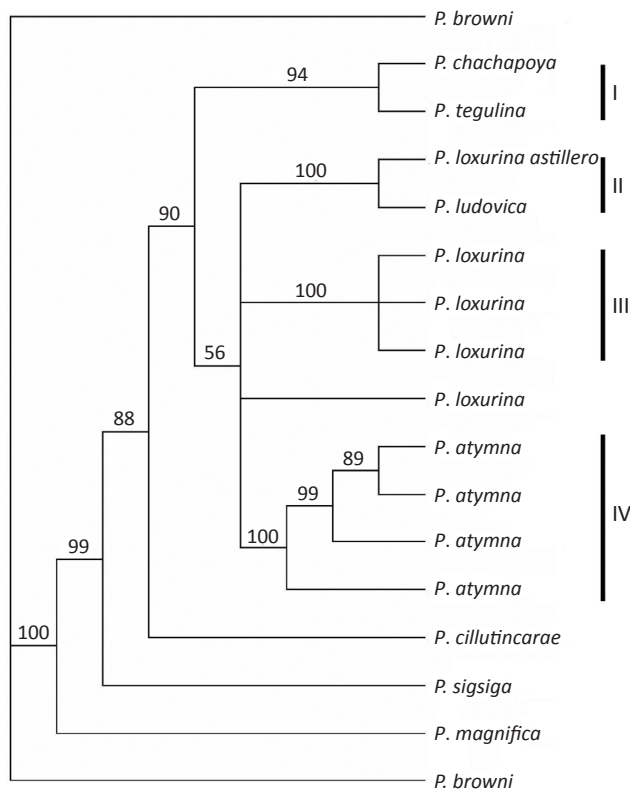 P. browni
94
P. chachapoya
P. tegulina
I
100
P. loxurina astillero
P. ludovica
II
90
P. loxurina
100
P. loxurina
III
P. loxurina
56
P. loxurina
88
P. atymna
89
P. atymna
99
P. atymna
IV
100
P. atymna
99
P. cillutincarae
100
P. sigsiga
P. magnifica
P. browni